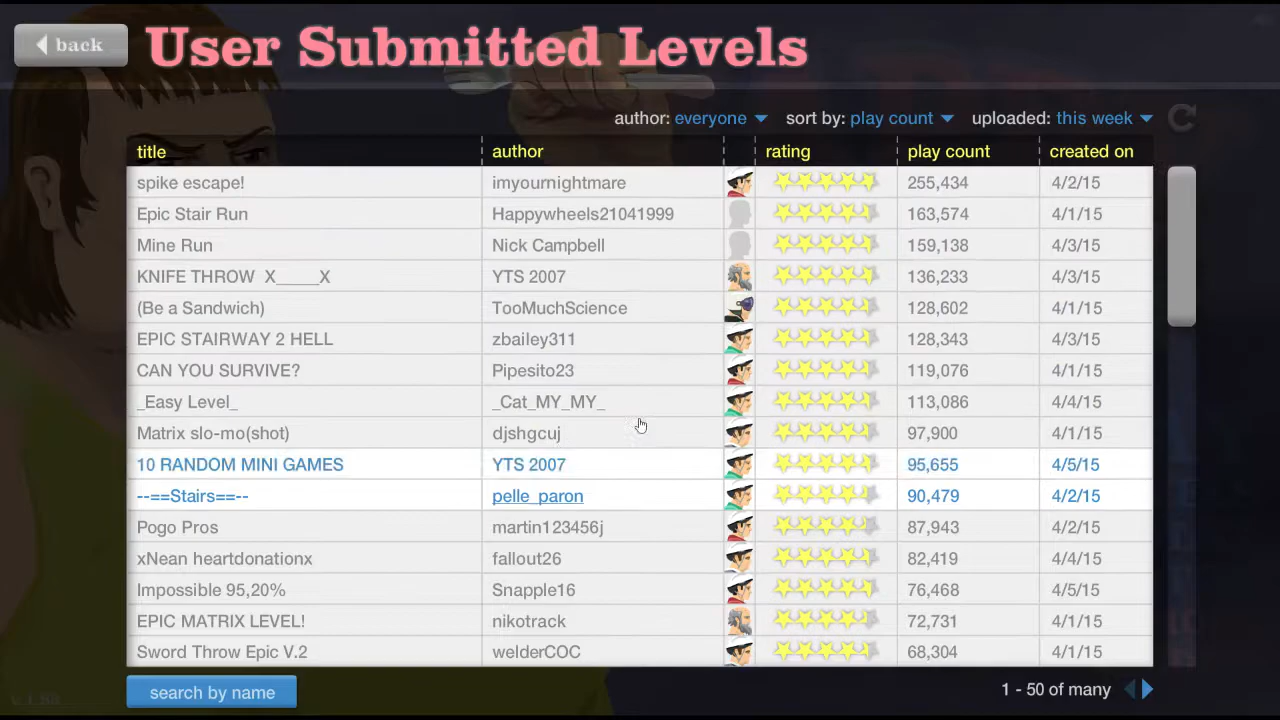 back
User Submitted Levels
author: everyone sort by: play count uploaded: this week
title author rating play count created on
spike escape! imyournightmare 255,434 4/2/15
Epic Stair Run Happywheels21041999 163,574 4/1/15
Mine Run Nick Campbell 159,138 4/3/15
KNIFE THROW X_____X YTS 2007 136,233 4/3/15
(Be a Sandwich) TooMuchScience 128,602 4/1/15
EPIC STAIRWAY 2 HELL zbailey311 128,343 4/3/15
CAN YOU SURVIVE? Pipesito23 119,076 4/1/15
_Easy Level_ _Cat_MY_MY_ 113,086 4/4/15
Matrix slo-mo(shot) djshgcuj 97,900 4/1/15
10 RANDOM MINI GAMES YTS 2007 95,655 4/5/15
--==Stairs==-- pelle_paron 90,479 4/2/15
Pogo Pros martin123456j 87,943 4/2/15
xNean heartdonationx fallout26 82,419 4/4/15
Impossible 95,20% Snapple16 76,468 4/5/15
EPIC MATRIX LEVEL! nikotrack 72,731 4/1/15
Sword Throw Epic V.2 welderCOC 68,304 4/1/15
search by name 1 - 50 of many